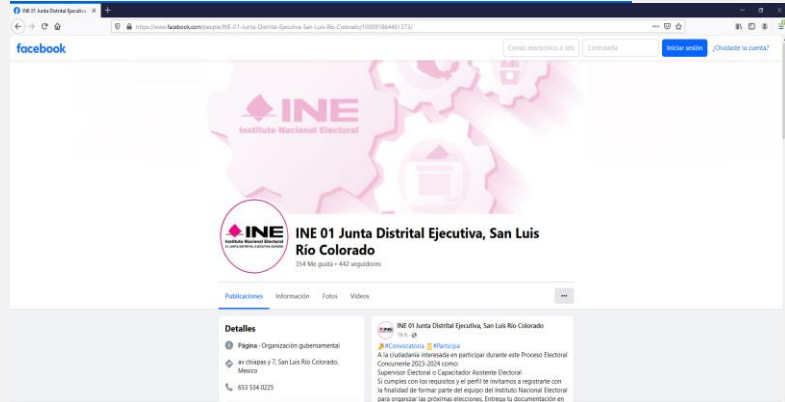 INE 01 Junta Distrital Ejecutiva
https://www.facebook.com/people/INE-01-Junta-Distrital-Ejecutiva-San-Luis-Río-Colorado/100091864461373/
facebook
Correo electrónico o telé
Contraseña
Iniciar sesión
¿Olvidaste la cuenta?
INE
Instituto Nacional Electoral
INE
Instituto Nacional Electoral
INE 01 Junta Distrital Ejecutiva, San Luis
Río Colorado
354 Me gusta • 442 seguidores
Publicaciones
Información
Fotos
Videos
Detalles
Página · Organización gubernamental
av chiapas y 7, San Luis Río Colorado,
Mexico
653 534 0225
INE 01 Junta Distrital Ejecutiva, San Luis Río Colorado
19 h
#Convocatoria #Participa
A la ciudadanía interesada en participar durante este Proceso Electoral
Concurrente 2023-2024 como:
Supervisor Electoral o Capacitador Asistente Electoral
Si cumples con los requisitos y el perfil te invitamos a registrarte con
la finalidad de formar parte del equipo del Instituto Nacional Electoral
para organizar las próximas elecciones. Entrega tu documentación en